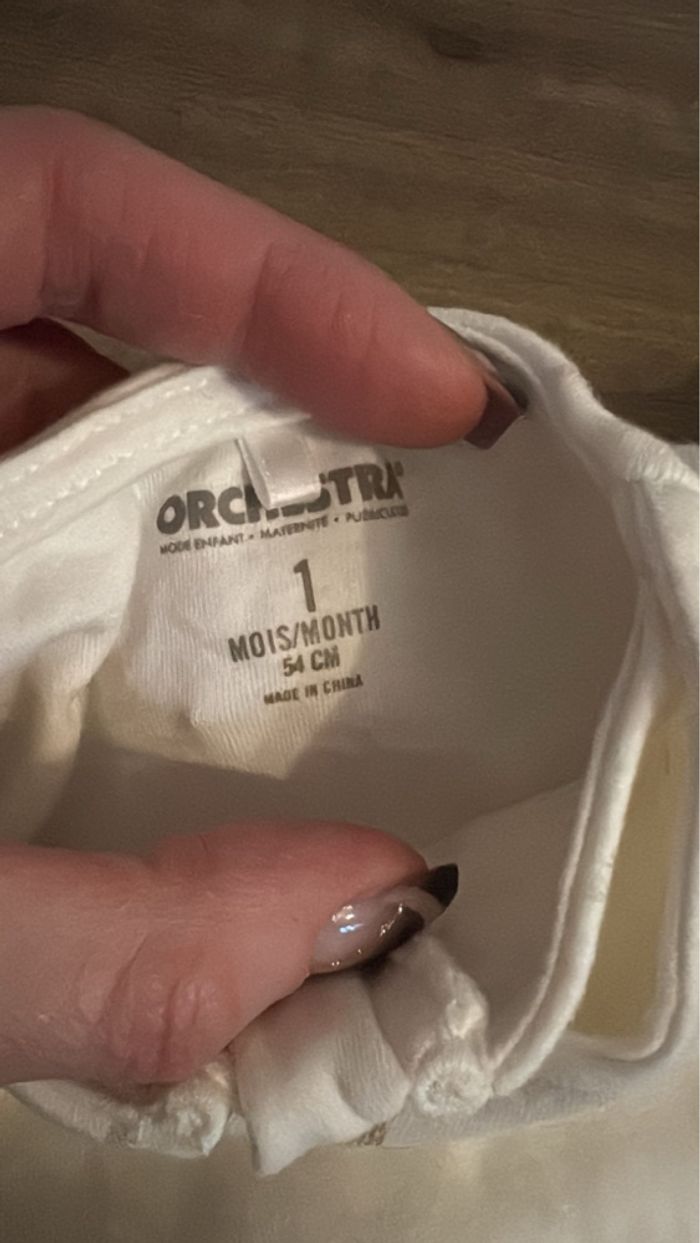 ORCHESTRA
MODE ENFANT • MATERNITÉ • PUÉRICULTURE
1
MOIS/MONTH
54 CM
MADE IN CHINA